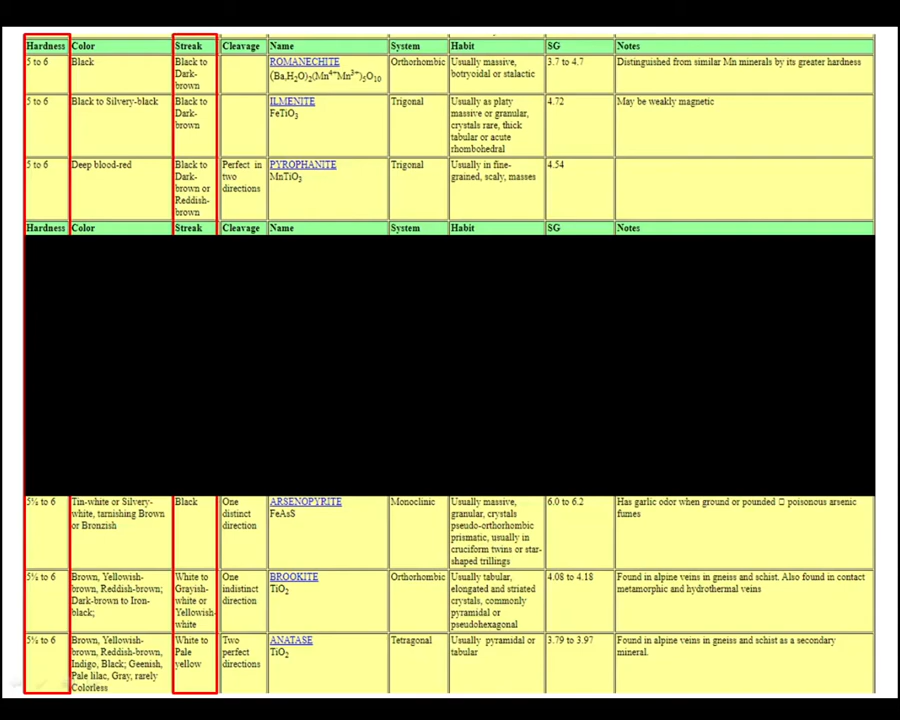 Hardness Color Streak Cleavage Name System Habit SG Notes
5 to 6 Black Black to ROMANECHITE Orthorhombic Usually massive, 3.7 to 4.7 Distinguished from similar Mn minerals by its greater hardness
Dark- (Ba,H2O)2(Mn4+Mn3+)5O10 botryoidal or stalactic
brown
5 to 6 Black to Silvery-black Black to ILMENITE Trigonal Usually as platy 4.72 May be weakly magnetic
Dark- FeTiO3 massive or granular,
brown crystals rare, thick
tabular or acute
rhombohedral
5 to 6 Deep blood-red Black to Perfect in PYROPHANITE Trigonal Usually in fine- 4.54
Dark- two MnTiO3 grained, scaly, masses
brown or directions
Reddish-
brown
Hardness Color Streak Cleavage Name System Habit SG Notes
5½ to 6 Tin-white or Silvery- Black One ARSENOPYRITE Monoclinic Usually massive, 6.0 to 6.2 Has garlic odor when ground or pounded □ poisonous arsenic
white, tarnishing Brown distinct FeAsS granular, crystals fumes
or Bronzish direction pseudo-orthorhombic
prismatic, usually in
cruciform twins or star-
shaped trillings
5½ to 6 Brown, Yellowish- White to One BROOKITE Orthorhombic Usually tabular, 4.08 to 4.18 Found in alpine veins in gneiss and schist. Also found in contact
brown, Reddish-brown; Grayish- indistinct TiO2 elongated and striated metamorphic and hydrothermal veins
Dark-brown to Iron- white or direction crystals, commonly
black; Yellowish- pyramidal or
white pseudohexagonal
5½ to 6 Brown, Yellowish- White to Two ANATASE Tetragonal Usually pyramidal or 3.79 to 3.97 Found in alpine veins in gneiss and schist as a secondary
brown, Reddish-brown, Pale perfect TiO2 tabular mineral.
Indigo, Black; Geenish, yellow directions
Pale lilac, Gray, rarely
Colorless